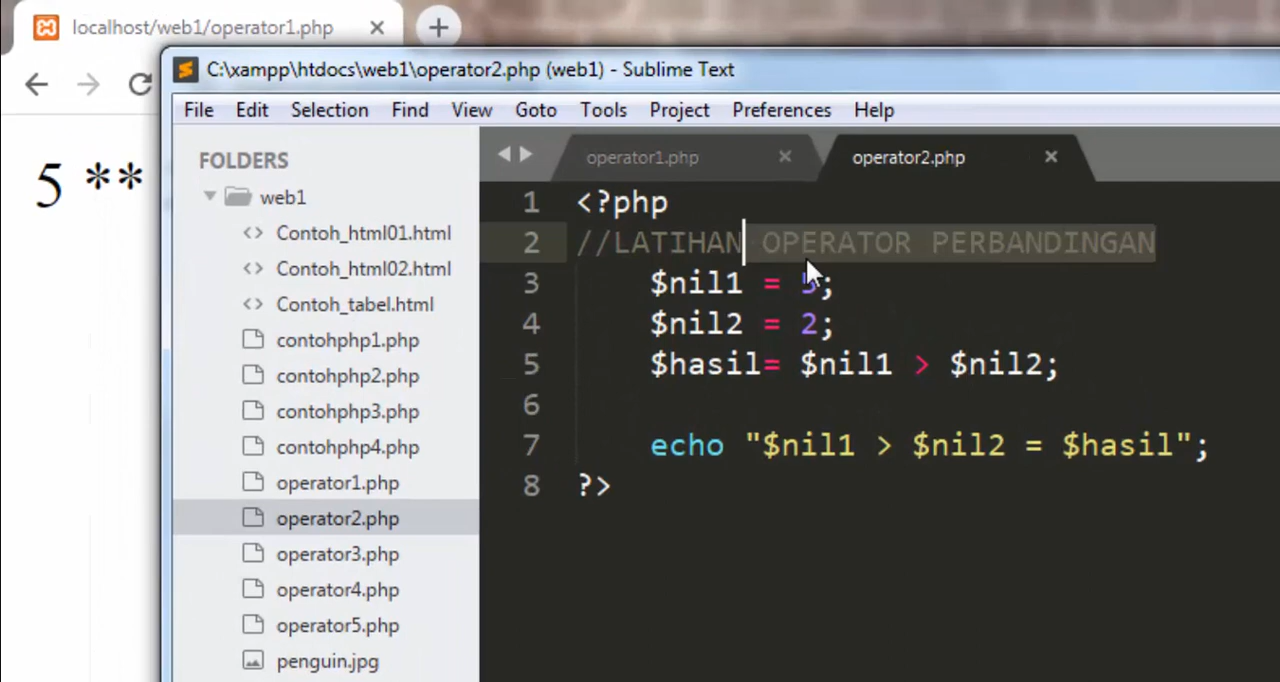 localhost/web1/operator1.php
5 **
C:\xampp\htdocs\web1\operator2.php (web1) - Sublime Text
File Edit Selection Find View Goto Tools Project Preferences Help
FOLDERS
web1
Contoh_html01.html
Contoh_html02.html
Contoh_tabel.html
contohphp1.php
contohphp2.php
contohphp3.php
contohphp4.php
operator1.php
operator2.php
operator3.php
operator4.php
operator5.php
penguin.jpg
operator1.php operator2.php
1 <?php
2 //LATIHAN OPERATOR PERBANDINGAN
3 $nil1 = 5;
4 $nil2 = 2;
5 $hasil= $nil1 > $nil2;
6
7 echo "$nil1 > $nil2 = $hasil";
8 ?>